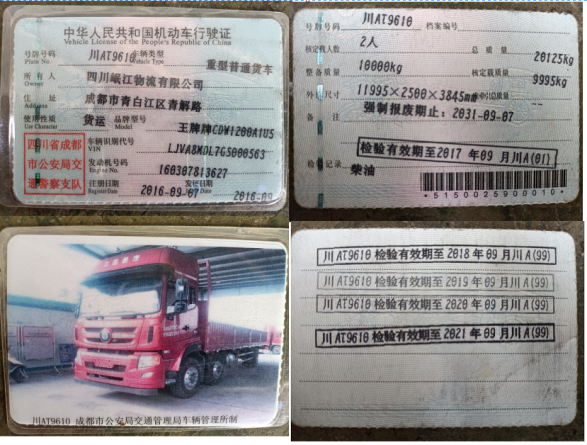 中华人民共和国机动车行驶证
Vehicle License of the People's Republic of China
号牌号码 川AT9610 车辆类型 重型普通货车
Plate No. Vehicle Type
所有人 四川岷江物流有限公司
Owner
住址 成都市青白江区青解路
Address
使用性质 货运 品牌型号 王牌牌CDW1200A1U5
Use Character Model
四川省成都
市公安局交
通警察支队
车辆识别代号 LJVA8MDL7GS000563
VIN
发动机号码 160307813627
Engine No.
注册日期 2016-09-07 发证日期 2016-09
Register Date
号牌号码 川AT9610 档案编号
核定载人数 2人 总质量 20125kg
整备质量 10000kg 核定载质量 9995kg
外廓尺寸 11995×2500×3845mm
备注 强制报废期止：2031-09-07
检验有效期至2017年09月川A(01)
检验记录 柴油
*5150025900010*
川AT9610 成都市公安局交通管理局车辆管理所制
川AT9610检验有效期至2018年09月川A(99)
川AT9610检验有效期至2019年09月川A(99)
川AT9610检验有效期至2020年09月川A(99)
川AT9610检验有效期至2021年09月川A(99)